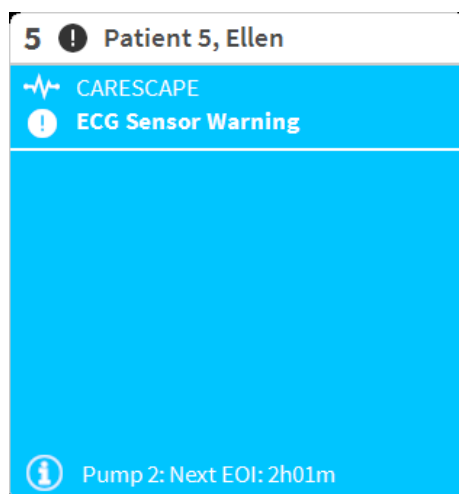 5 ! Patient 5, Ellen
CARESCAPE
! ECG Sensor Warning
i Pump 2: Next EOI: 2h01m